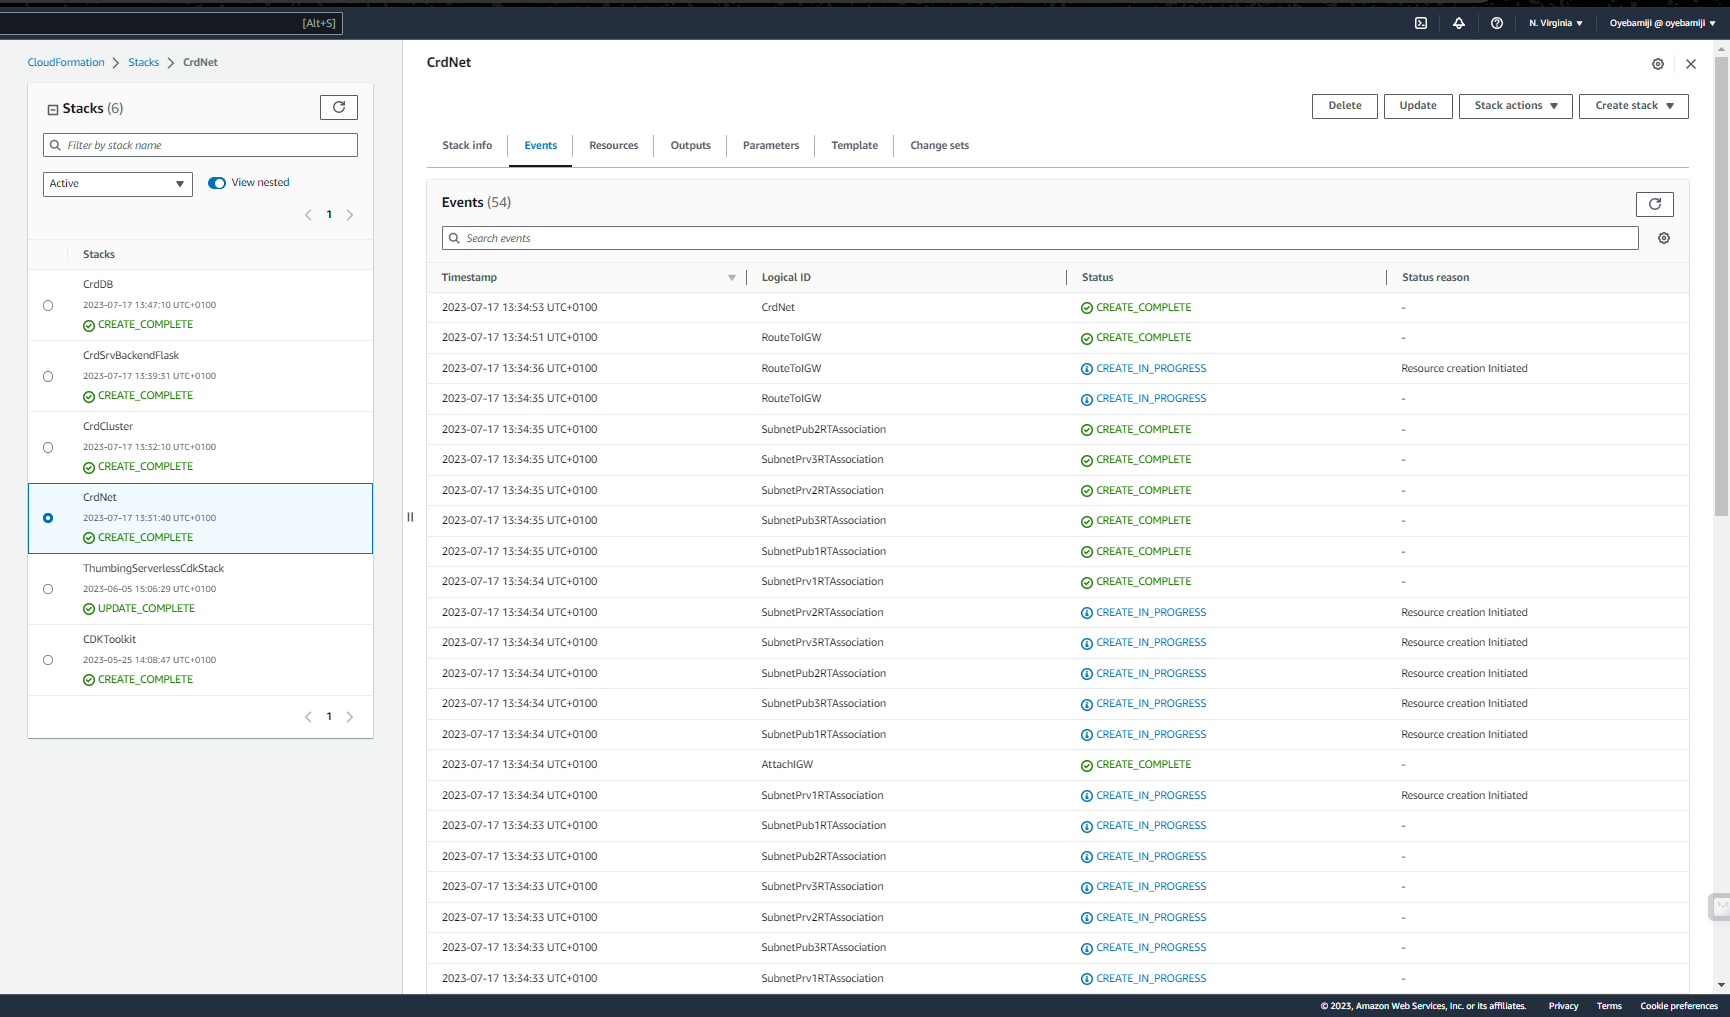 [Alt+S]
N. Virginia ▼
Oyebamiji @ oyebamiji ▼
CloudFormation > Stacks > CrdNet
Stacks (6)
Filter by stack name
Active
View nested
1
Stacks
CrdDB
2023-07-17 13:47:10 UTC+0100
CREATE_COMPLETE
CrdSrvBackendFlask
2023-07-17 13:39:31 UTC+0100
CREATE_COMPLETE
CrdCluster
2023-07-17 13:32:10 UTC+0100
CREATE_COMPLETE
CrdNet
2023-07-17 13:31:40 UTC+0100
CREATE_COMPLETE
ThumbingServerlessCdkStack
2023-06-05 15:06:29 UTC+0100
UPDATE_COMPLETE
CDKToolkit
2023-05-25 14:08:47 UTC+0100
CREATE_COMPLETE
1
CrdNet
Delete Update Stack actions ▼ Create stack ▼
Stack info Events Resources Outputs Parameters Template Change sets
Events (54)
Search events
Timestamp Logical ID Status Status reason
2023-07-17 13:34:53 UTC+0100 CrdNet CREATE_COMPLETE -
2023-07-17 13:34:51 UTC+0100 RouteToIGW CREATE_COMPLETE -
2023-07-17 13:34:36 UTC+0100 RouteToIGW CREATE_IN_PROGRESS Resource creation Initiated
2023-07-17 13:34:35 UTC+0100 RouteToIGW CREATE_IN_PROGRESS -
2023-07-17 13:34:35 UTC+0100 SubnetPub2RTAssociation CREATE_COMPLETE -
2023-07-17 13:34:35 UTC+0100 SubnetPrv3RTAssociation CREATE_COMPLETE -
2023-07-17 13:34:35 UTC+0100 SubnetPrv2RTAssociation CREATE_COMPLETE -
2023-07-17 13:34:35 UTC+0100 SubnetPub3RTAssociation CREATE_COMPLETE -
2023-07-17 13:34:35 UTC+0100 SubnetPub1RTAssociation CREATE_COMPLETE -
2023-07-17 13:34:34 UTC+0100 SubnetPrv1RTAssociation CREATE_COMPLETE -
2023-07-17 13:34:34 UTC+0100 SubnetPrv2RTAssociation CREATE_IN_PROGRESS Resource creation Initiated
2023-07-17 13:34:34 UTC+0100 SubnetPrv3RTAssociation CREATE_IN_PROGRESS Resource creation Initiated
2023-07-17 13:34:34 UTC+0100 SubnetPub2RTAssociation CREATE_IN_PROGRESS Resource creation Initiated
2023-07-17 13:34:34 UTC+0100 SubnetPub3RTAssociation CREATE_IN_PROGRESS Resource creation Initiated
2023-07-17 13:34:34 UTC+0100 SubnetPub1RTAssociation CREATE_IN_PROGRESS Resource creation Initiated
2023-07-17 13:34:34 UTC+0100 AttachIGW CREATE_COMPLETE -
2023-07-17 13:34:34 UTC+0100 SubnetPrv1RTAssociation CREATE_IN_PROGRESS Resource creation Initiated
2023-07-17 13:34:33 UTC+0100 SubnetPub1RTAssociation CREATE_IN_PROGRESS -
2023-07-17 13:34:33 UTC+0100 SubnetPub2RTAssociation CREATE_IN_PROGRESS -
2023-07-17 13:34:33 UTC+0100 SubnetPrv3RTAssociation CREATE_IN_PROGRESS -
2023-07-17 13:34:33 UTC+0100 SubnetPrv2RTAssociation CREATE_IN_PROGRESS -
2023-07-17 13:34:33 UTC+0100 SubnetPub3RTAssociation CREATE_IN_PROGRESS -
2023-07-17 13:34:33 UTC+0100 SubnetPrv1RTAssociation CREATE_IN_PROGRESS -
© 2023, Amazon Web Services, Inc. or its affiliates. Privacy Terms Cookie preferences